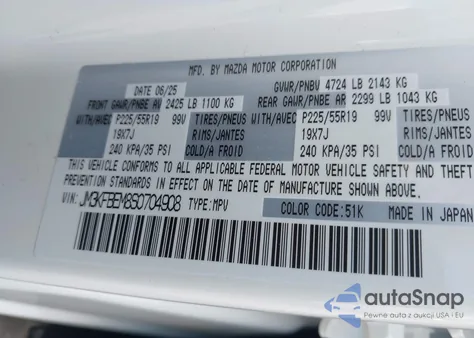 MFD. BY MAZDA MOTOR CORPORATION
DATE 06/25 GVWR/PNBV 4724 LB 2143 KG
FRONT GAWR/PNBE AV 2425 LB 1100 KG REAR GAWR/PNBE AR 2299 LB 1043 KG
WITH/AVEC P225/55R19 99V TIRES/PNEUS WITH/AVEC P225/55R19 99V TIRES/PNEUS
19X7J RIMS/JANTES 19X7J RIMS/JANTES
240 KPA/35 PSI COLD/A FROID 240 KPA/35 PSI COLD/A FROID
THIS VEHICLE CONFORMS TO ALL APPLICABLE FEDERAL MOTOR VEHICLE SAFETY AND THEFT
PREVENTION STANDARDS IN EFFECT ON THE DATE OF MANUFACTURE SHOWN ABOVE.
VIN: JM3KFBEM8S0704908 TYPE: MPV COLOR CODE: 51K MADE IN JAPAN
autoSnap
Pewne auta z aukcji USA i EU